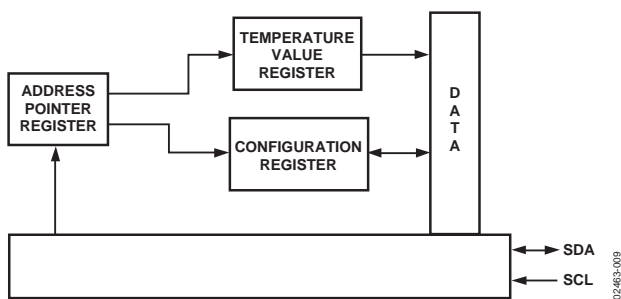 TEMPERATURE
VALUE
REGISTER
ADDRESS
POINTER
REGISTER
CONFIGURATION
REGISTER
D
A
T
A
SDA
SCL
02463-009